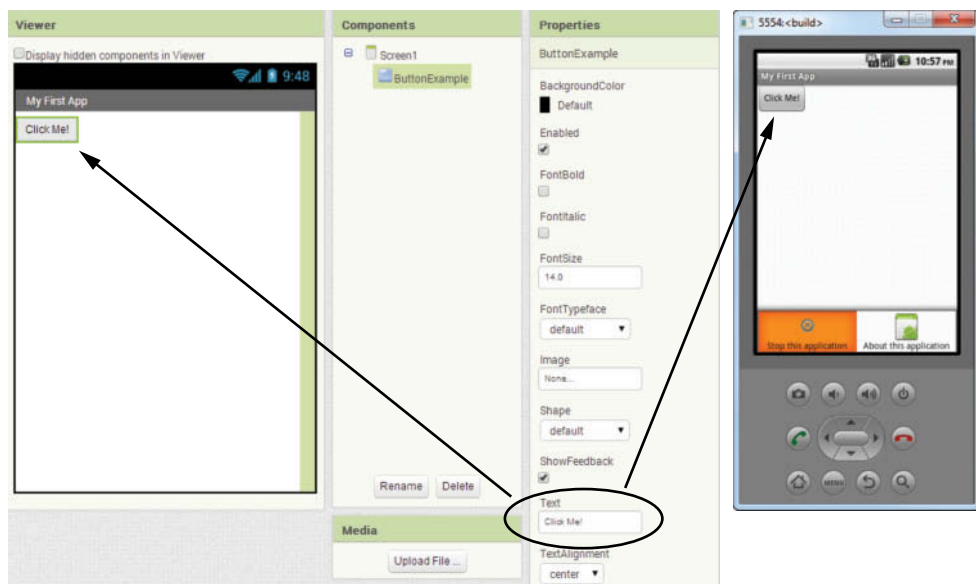 Viewer
Display hidden components in Viewer
9:48
My First App
Click Me!
Components
Screen1
ButtonExample
Rename Delete
Media
Upload File ...
Properties
ButtonExample
BackgroundColor
Default
Enabled
FontBold
FontItalic
FontSize
14.0
FontTypeface
default
Image
None...
Shape
default
ShowFeedback
Text
Click Me!
TextAlignment
center
5554:<build>
10:57 PM
My First App
Click Me!
Stop this application About this application
MENU